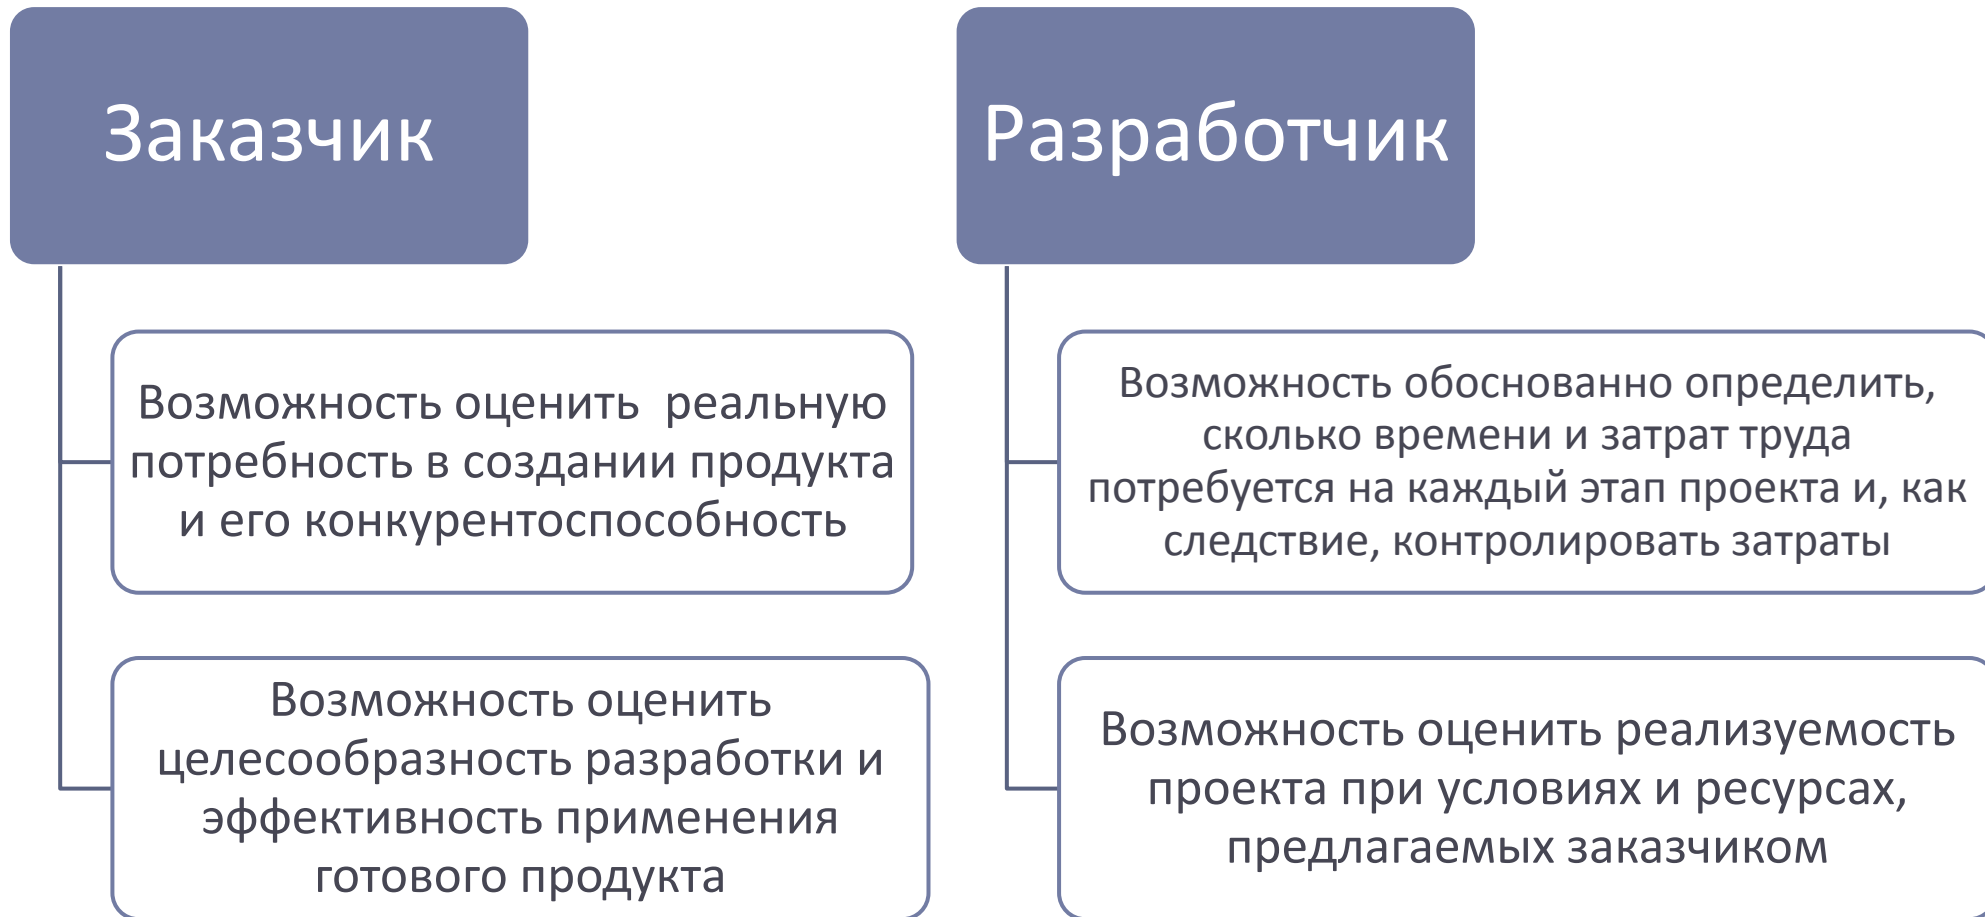 Заказчик
Возможность оценить реальную
потребность в создании продукта
и его конкурентоспособность
Возможность оценить
целесообразность разработки и
эффективность применения
готового продукта
Разработчик
Возможность обоснованно определить,
сколько времени и затрат труда
потребуется на каждый этап проекта и, как
следствие, контролировать затраты
Возможность оценить реализуемость
проекта при условиях и ресурсах,
предлагаемых заказчиком